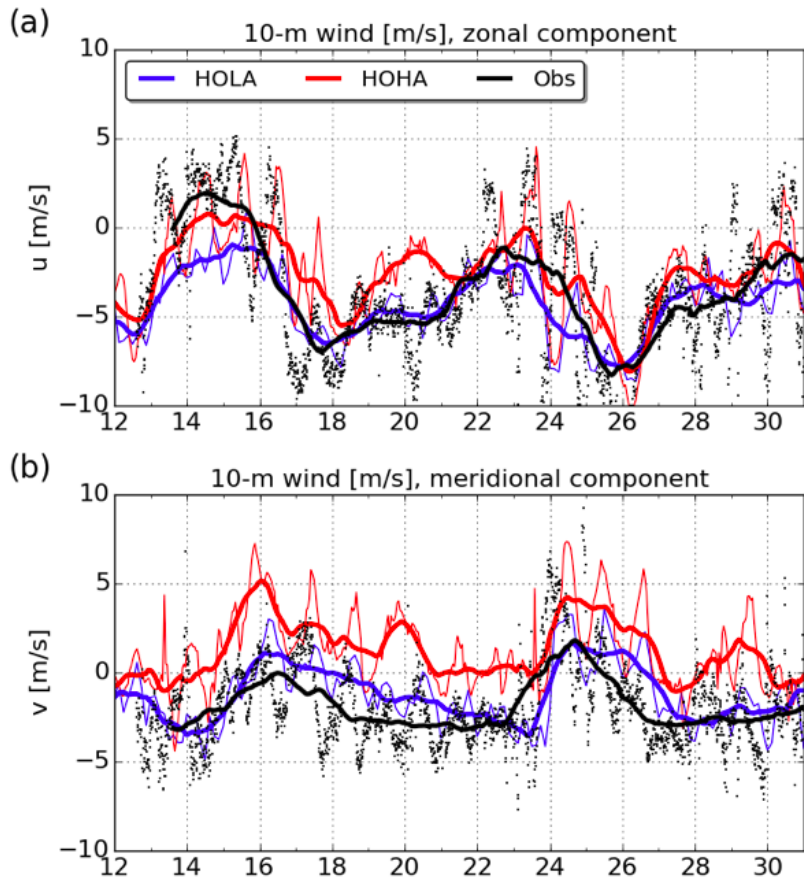 (a)
10-m wind [m/s], zonal component
HOLA HOHA Obs
10
5
0
−5
−10
u [m/s]
12 14 16 18 20 22 24 26 28 30
(b)
10-m wind [m/s], meridional component
10
5
0
−5
−10
v [m/s]
12 14 16 18 20 22 24 26 28 30